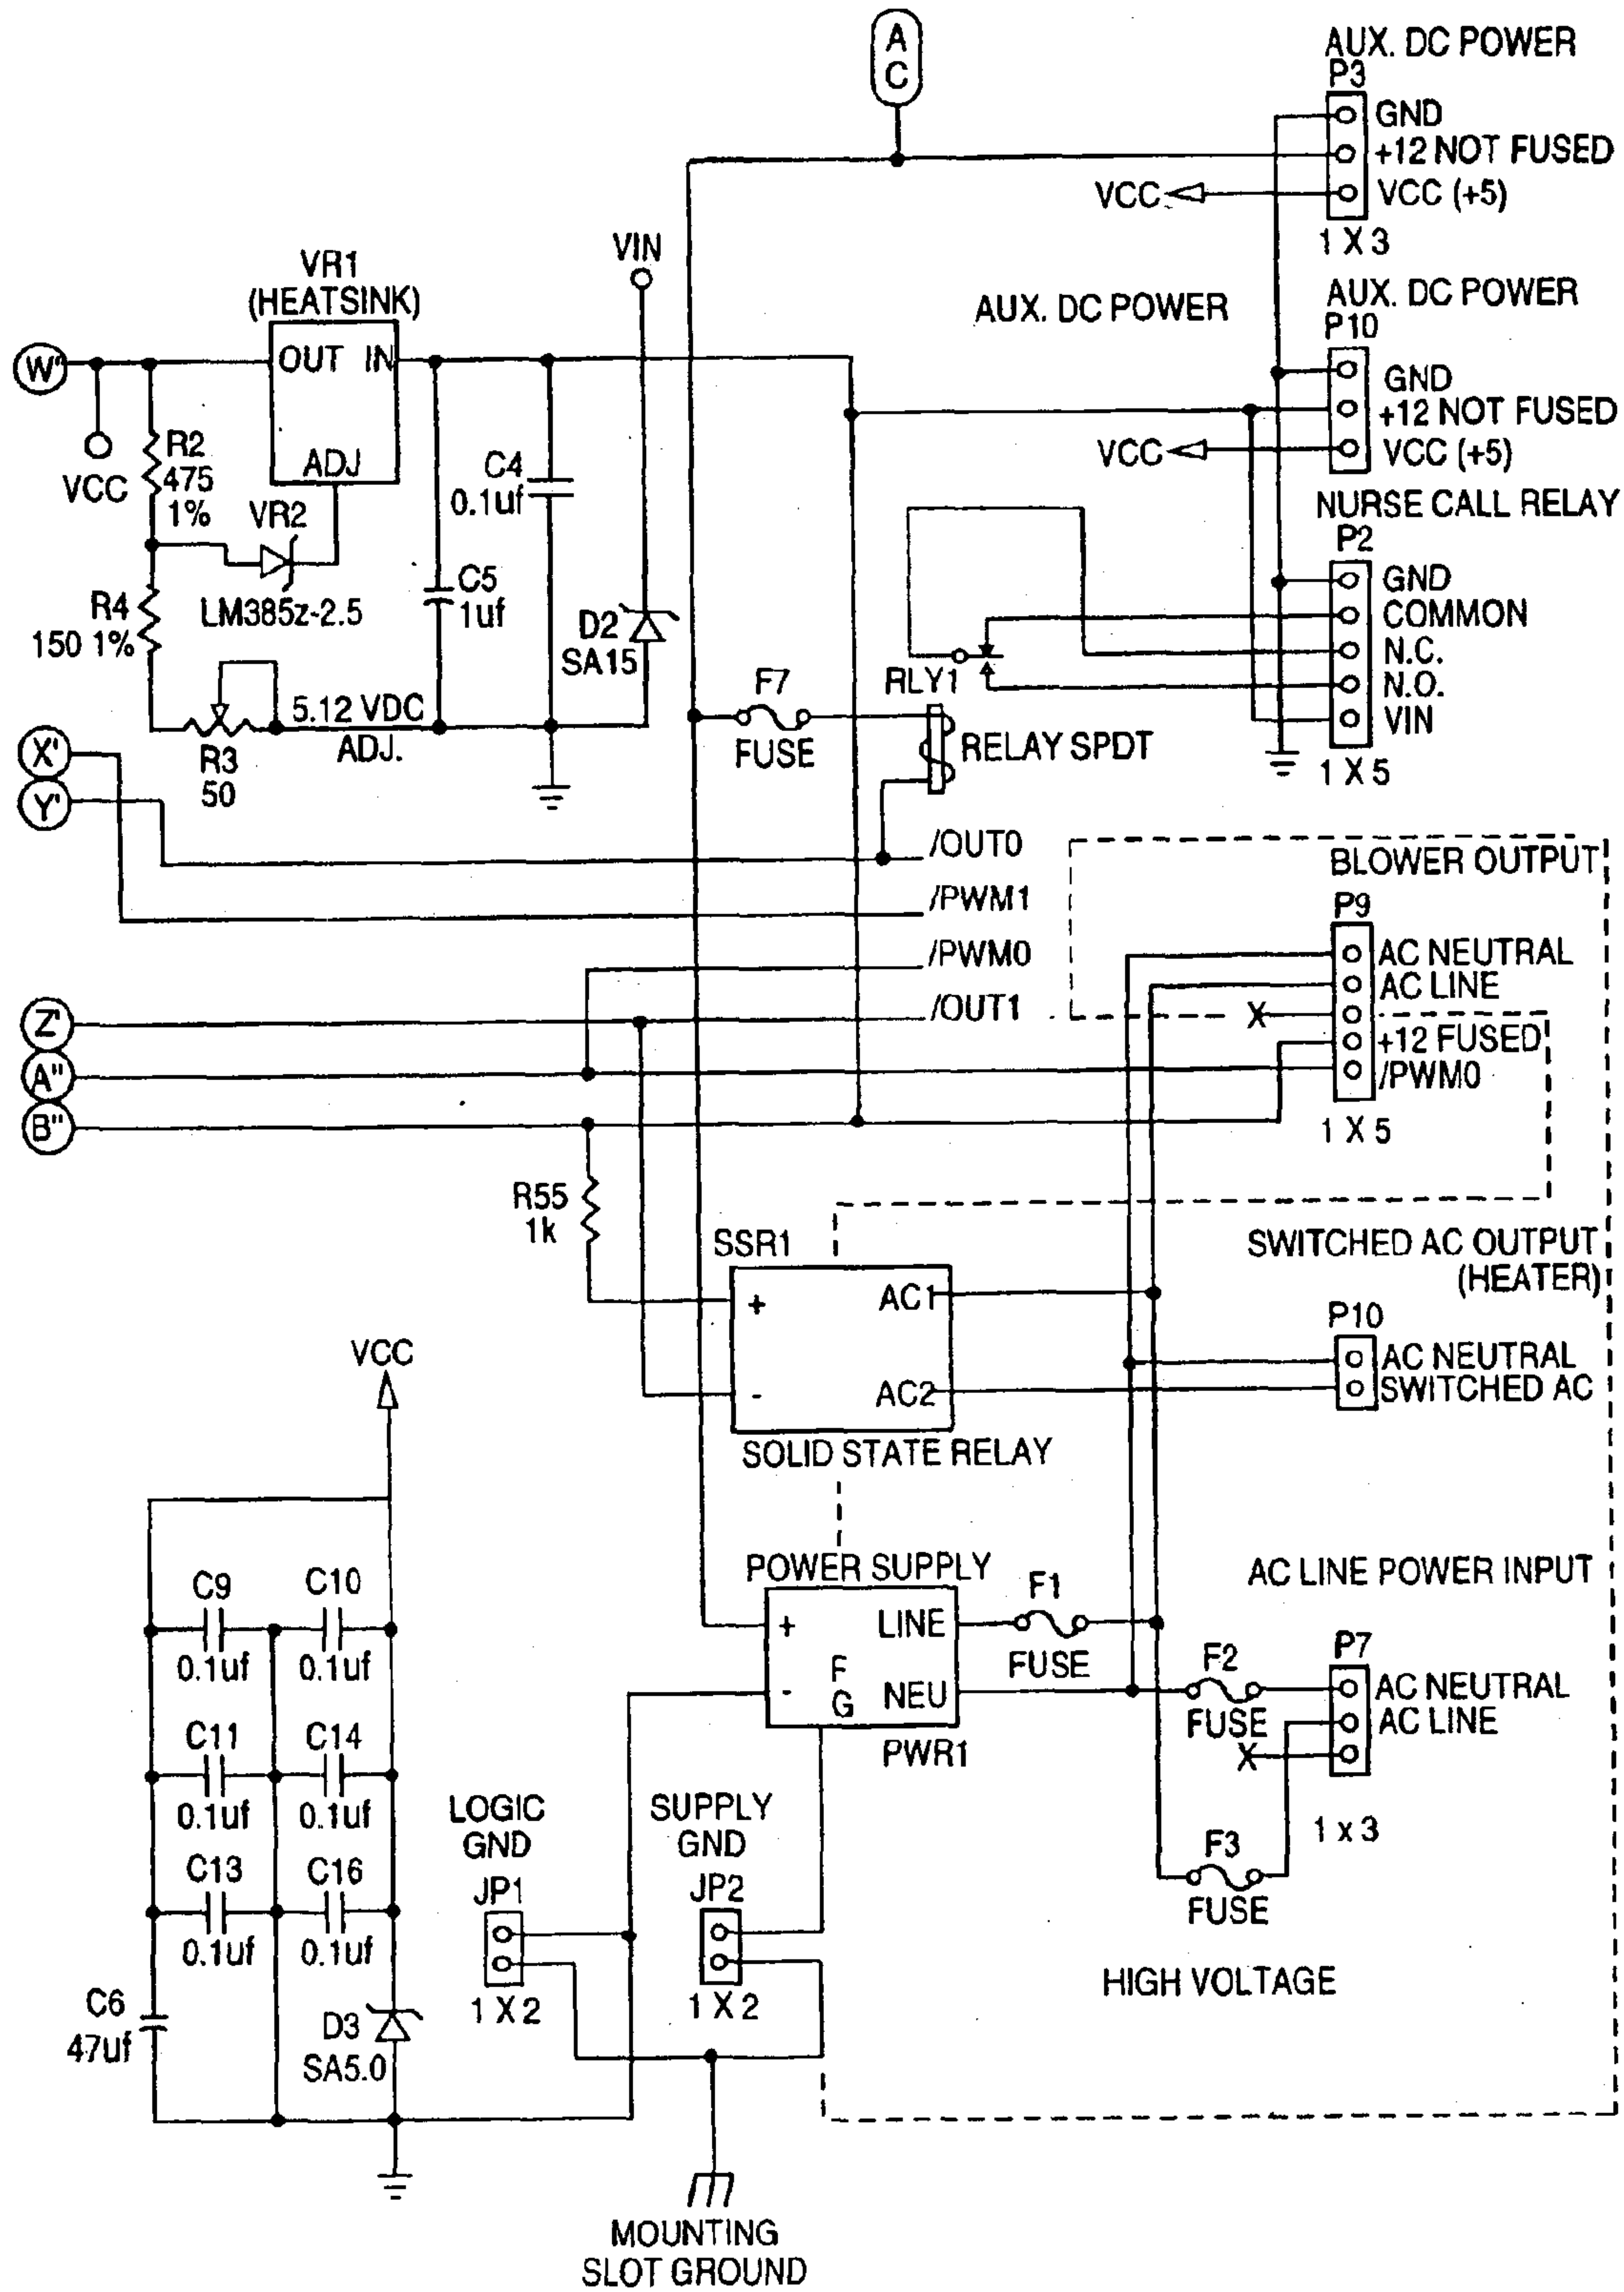 A
C
AUX. DC POWER
P3
GND
+12 NOT FUSED
VCC
VCC (+5)
1 X 3
VIN
VR1
(HEATSINK)
AUX. DC POWER
AUX. DC POWER
P10
W'
OUT IN
ADJ
GND
+12 NOT FUSED
VCC
VCC (+5)
VCC
R2
475
1%
VR2
LM385z-2.5
C4
0.1uf
C5
1uf
NURSE CALL RELAY
P2
GND
COMMON
N.C.
N.O.
VIN
1 X 5
R4
150 1%
D2
SA15
F7
FUSE
RLY1
RELAY SPDT
5.12 VDC
ADJ.
R3
50
X'
Y'
/OUT0
/PWM1
/PWM0
/OUT1
BLOWER OUTPUT
P9
AC NEUTRAL
AC LINE
X
+12 FUSED
/PWM0
1 X 5
Z'
A"
B"
R55
1k
SSR1
+
AC1
-
AC2
SOLID STATE RELAY
SWITCHED AC OUTPUT
(HEATER)
P10
AC NEUTRAL
SWITCHED AC
VCC
POWER SUPPLY
+
LINE
F
G
-
NEU
PWR1
F1
FUSE
AC LINE POWER INPUT
F2
FUSE
P7
AC NEUTRAL
AC LINE
X
1 x 3
F3
FUSE
C9
0.1uf
C10
0.1uf
C11
0.1uf
C14
0.1uf
C13
0.1uf
C16
0.1uf
LOGIC
GND
JP1
1 X 2
SUPPLY
GND
JP2
1 X 2
HIGH VOLTAGE
C6
47uf
D3
SA5.0
MOUNTING
SLOT GROUND